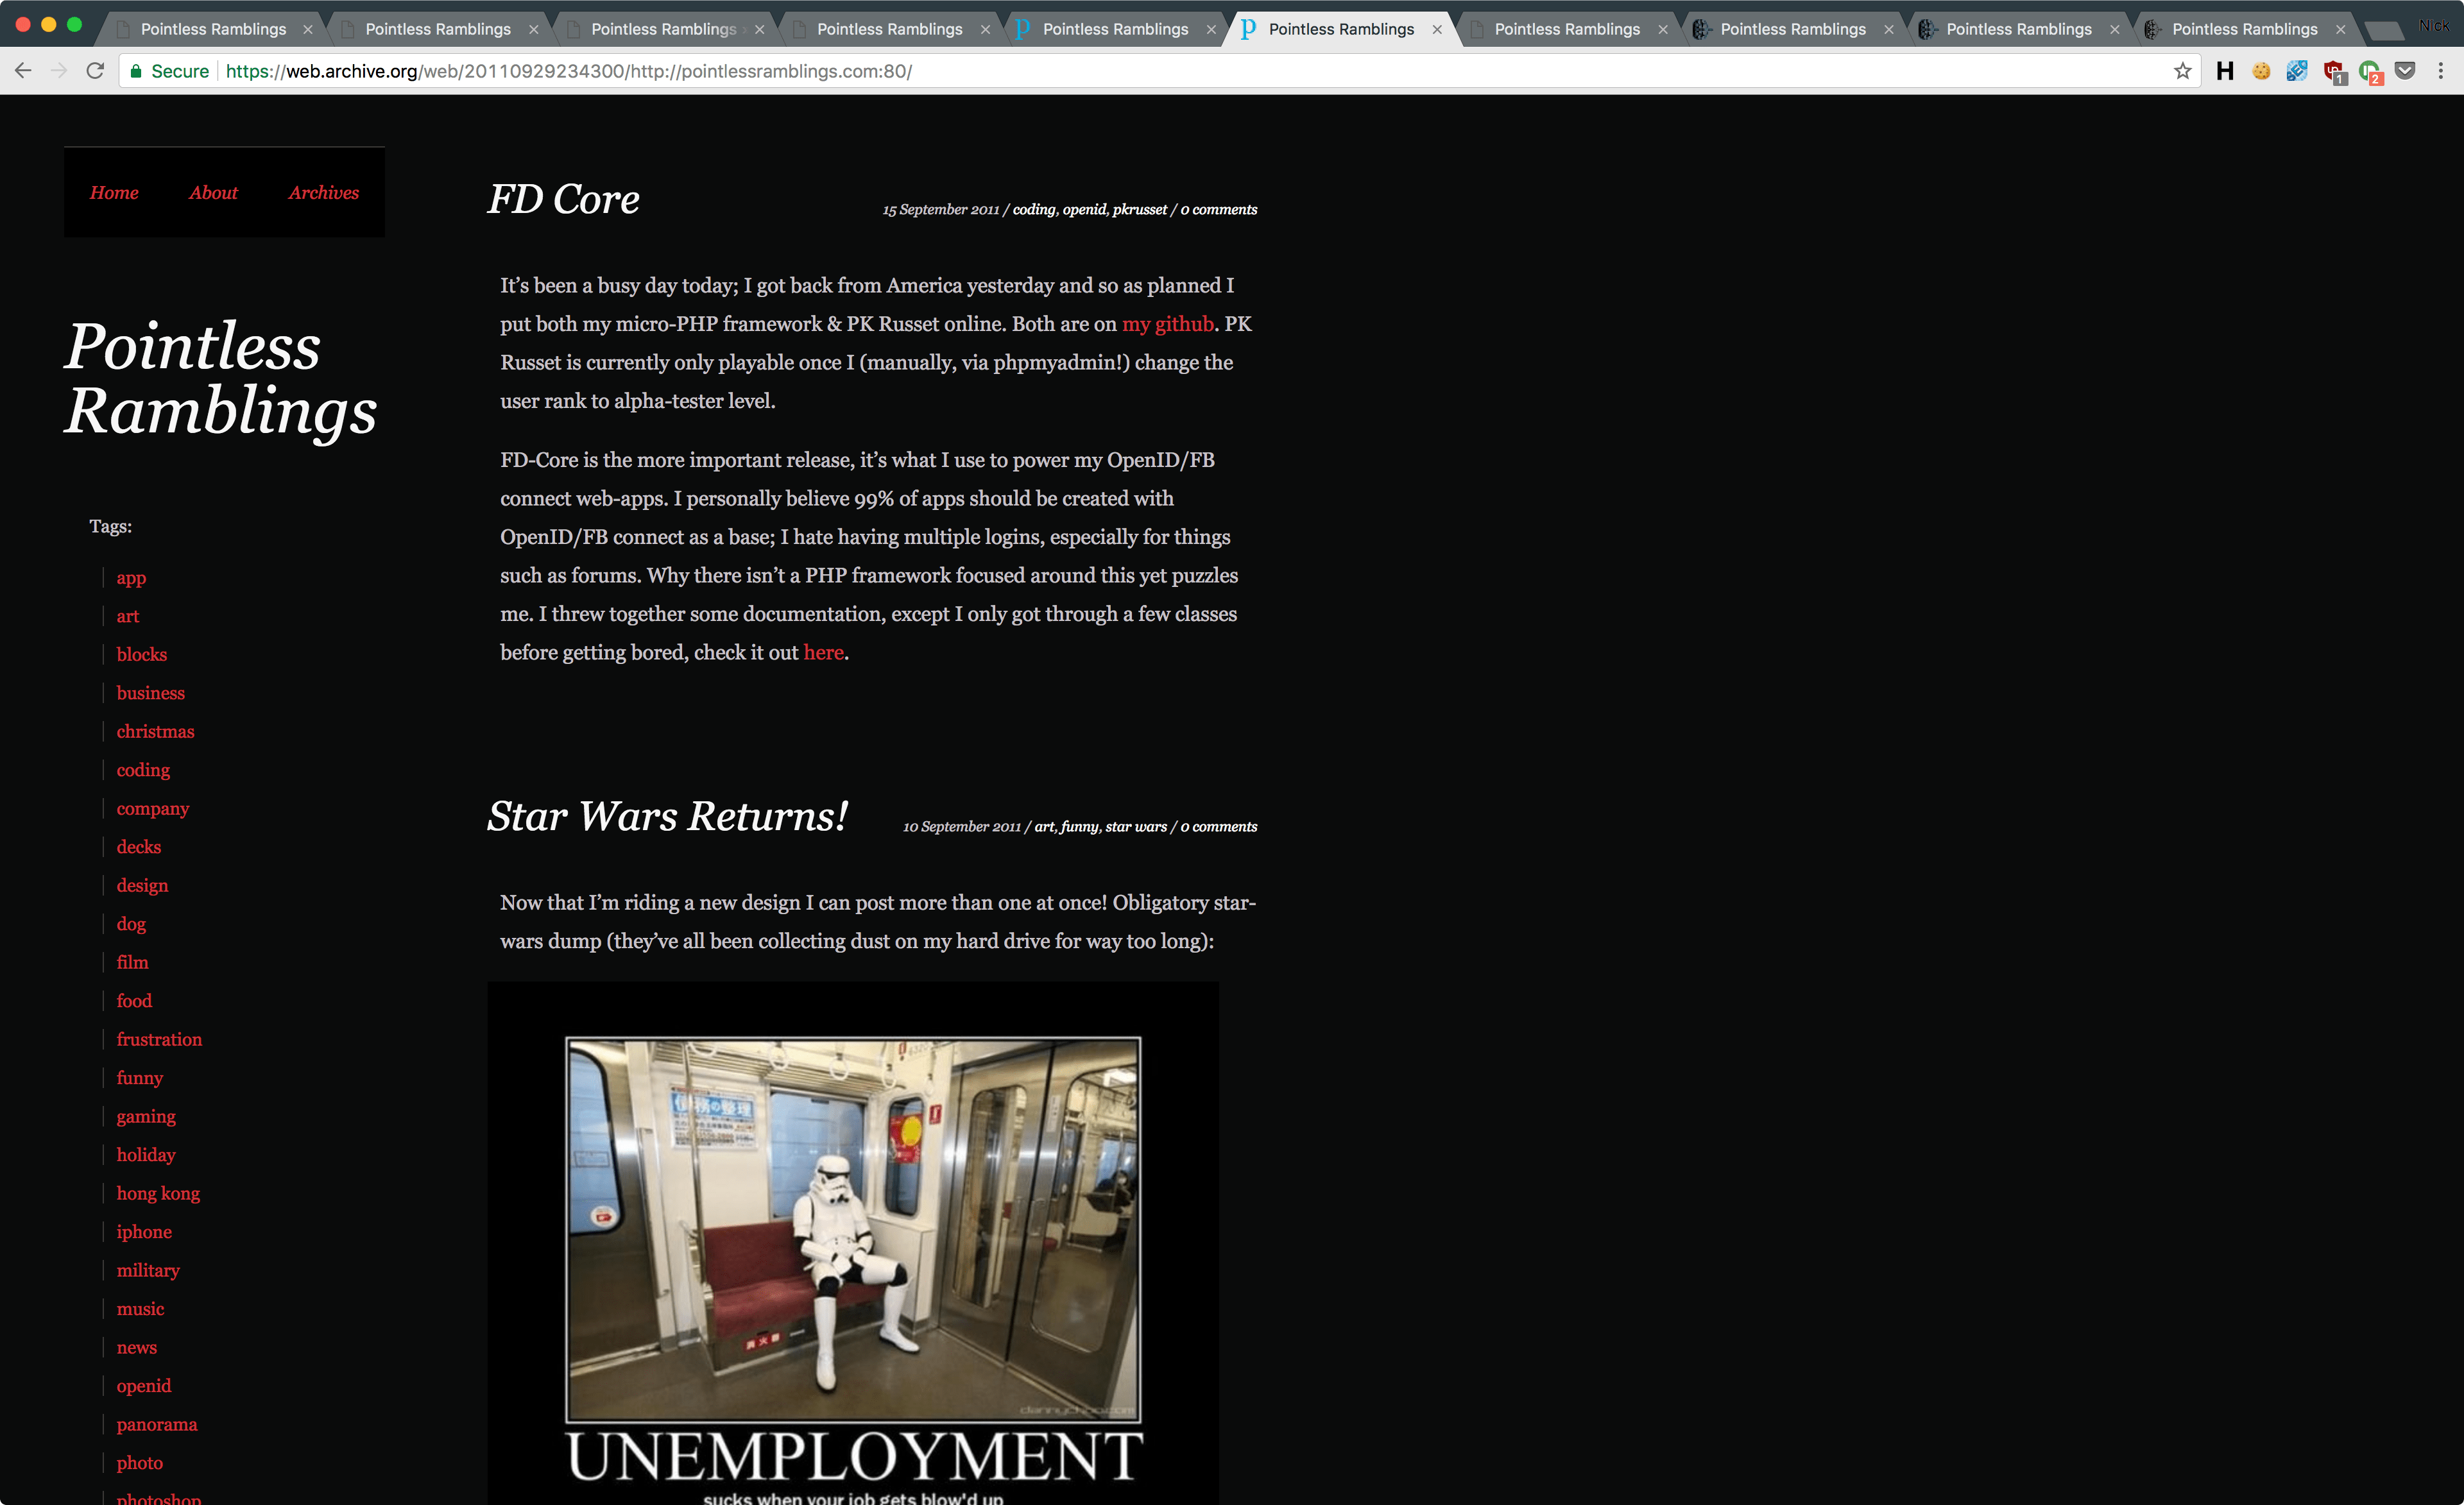 Pointless Ramblings
Pointless Ramblings
Pointless Ramblings
Pointless Ramblings
Pointless Ramblings
Pointless Ramblings
Pointless Ramblings
Pointless Ramblings
Pointless Ramblings
Pointless Ramblings
Nick
Secure
https://web.archive.org/web/20110929234300/http://pointlessramblings.com:80/
H
1
2
Home About Archives
Pointless
Ramblings
Tags:
app
art
blocks
business
christmas
coding
company
decks
design
dog
film
food
frustration
funny
gaming
holiday
hong kong
iphone
military
music
news
openid
panorama
photo
photoshop
FD Core
15 September 2011 / coding, openid, pkrusset / 0 comments
It’s been a busy day today; I got back from America yesterday and so as planned I
put both my micro-PHP framework & PK Russet online. Both are on my github. PK
Russet is currently only playable once I (manually, via phpmyadmin!) change the
user rank to alpha-tester level.
FD-Core is the more important release, it’s what I use to power my OpenID/FB
connect web-apps. I personally believe 99% of apps should be created with
OpenID/FB connect as a base; I hate having multiple logins, especially for things
such as forums. Why there isn’t a PHP framework focused around this yet puzzles
me. I threw together some documentation, except I only got through a few classes
before getting bored, check it out here.
Star Wars Returns!
10 September 2011 / art, funny, star wars / 0 comments
Now that I’m riding a new design I can post more than one at once! Obligatory star-
wars dump (they’ve all been collecting dust on my hard drive for way too long):
消火器
dannychoo.com
UNEMPLOYMENT
sucks when your job gets blow'd up